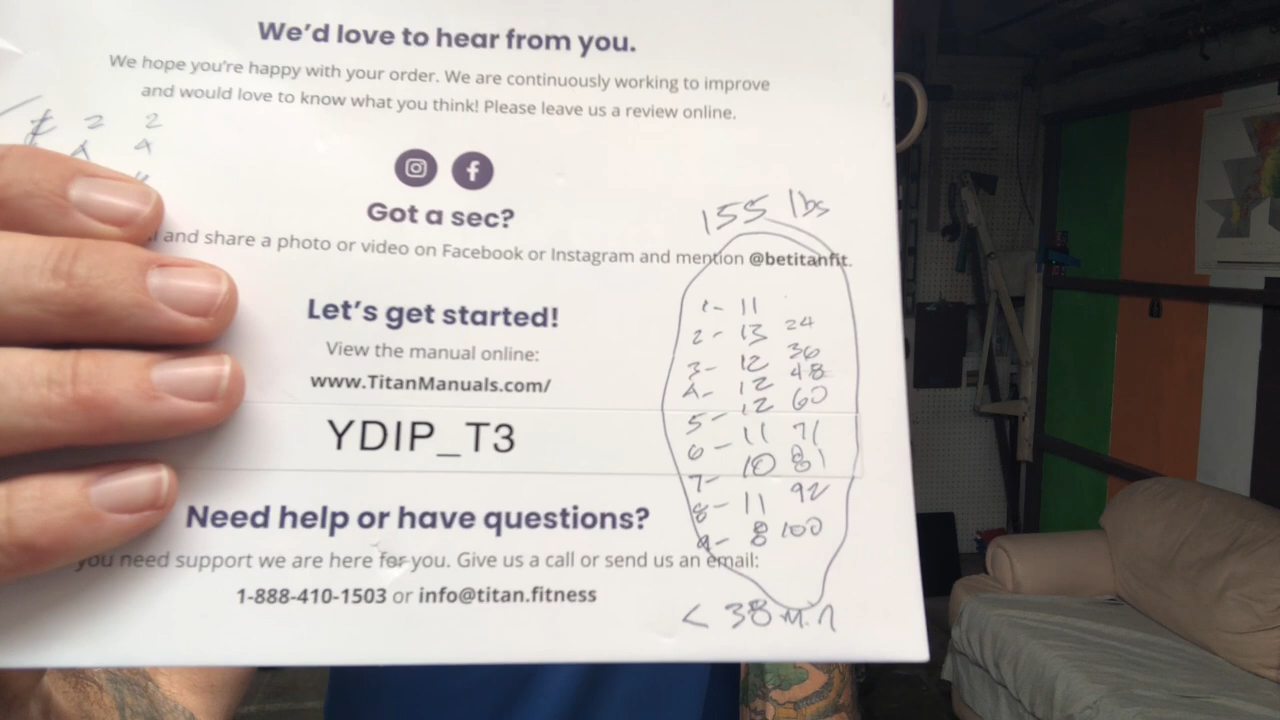 We'd love to hear from you.
We hope you're happy with your order. We are continuously working to improve
and would love to know what you think! Please leave us a review online.
2 2
4 4
Got a sec?
and share a photo or video on Facebook or Instagram and mention @betitanfit.
155 lbs
Let's get started!
View the manual online:
www.TitanManuals.com/
YDIP_T3
1- 11
2- 13 24
3- 12 36
4- 12 48
5- 12 60
6- 11 71
7- 10 81
8- 11 92
9- 8 100
< 38 min
Need help or have questions?
you need support we are here for you. Give us a call or send us an email:
1-888-410-1503 or info@titan.fitness